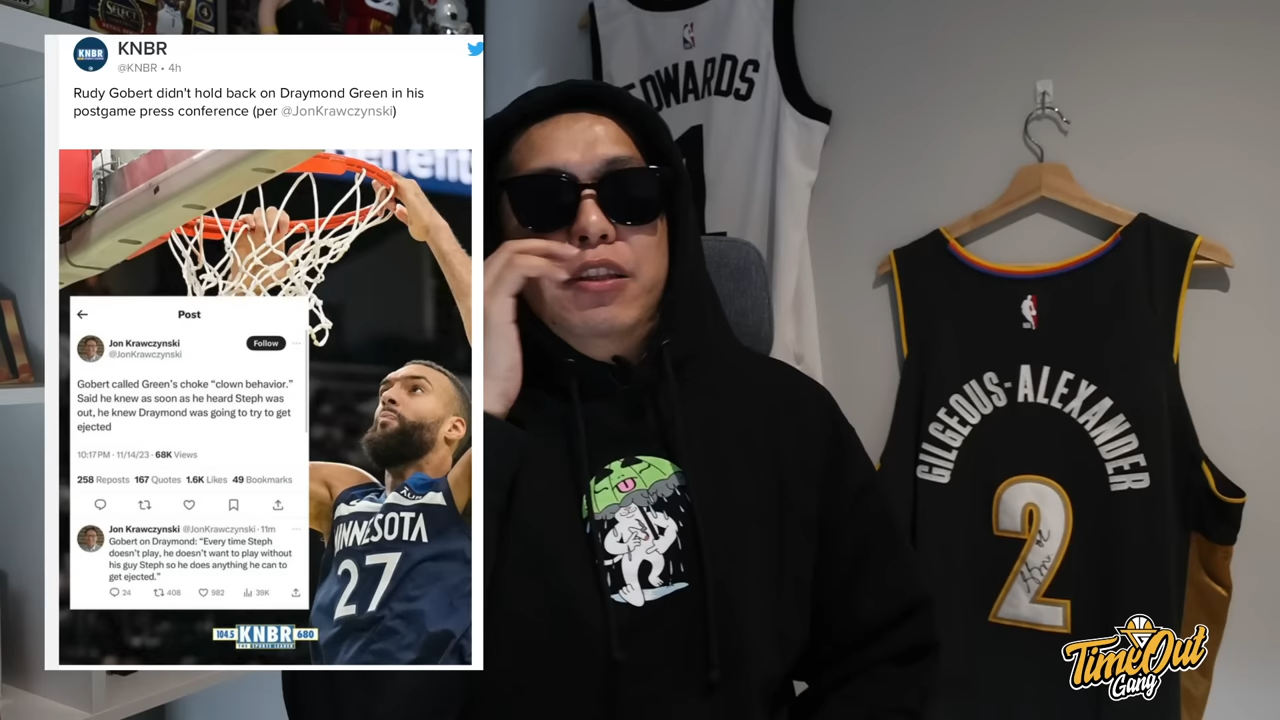 KNBR
KNBR
@KNBR • 4h
Rudy Gobert didn't hold back on Draymond Green in his
postgame press conference (per @JonKrawczynski)
Post
Jon Krawczynski
@JonKrawczynski
Follow
Gobert called Green's choke “clown behavior.”
Said he knew as soon as he heard Steph was
out, he knew Draymond was going to try to get
ejected
10:17 PM · 11/14/23 · 68K Views
258 Reposts 167 Quotes 1.6K Likes 49 Bookmarks
Jon Krawczynski @JonKrawczynski · 11m
Gobert on Draymond: “Every time Steph
doesn't play, he doesn't want to play without
his guy Steph so he does anything he can to
get ejected.”
24 408 982 39K
MINNESOTA
27
104.5 KNBR 680
THE SPORTS LEADER
SELECT
EDWARDS
GILGEOUS-ALEXANDER
2
TimeOut
Gang